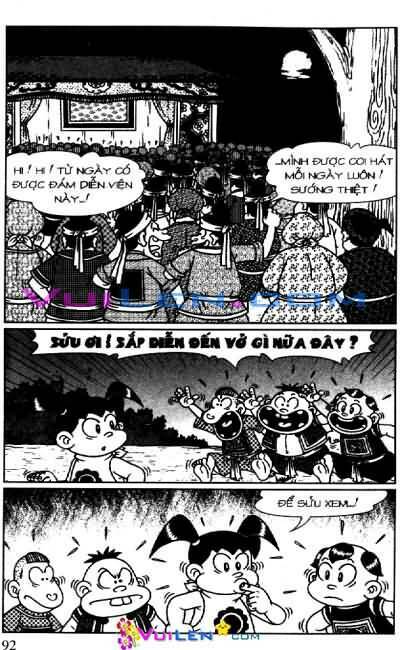 HI! HI! TỪ NGÀY CÓ
ĐƯỢC ĐÁM DIỄN VIÊN
NÀY...!
...MÌNH ĐƯỢC COI HÁT
MỖI NGÀY LUÔN!
SƯỚNG THIỆT!
VUILEN.COM
SỬU ƠI! SẮP DIỄN ĐẾN VỞ GÌ NỮA ĐÂY?
ĐỂ SỬU XEM...!
92
VUILEN.COM